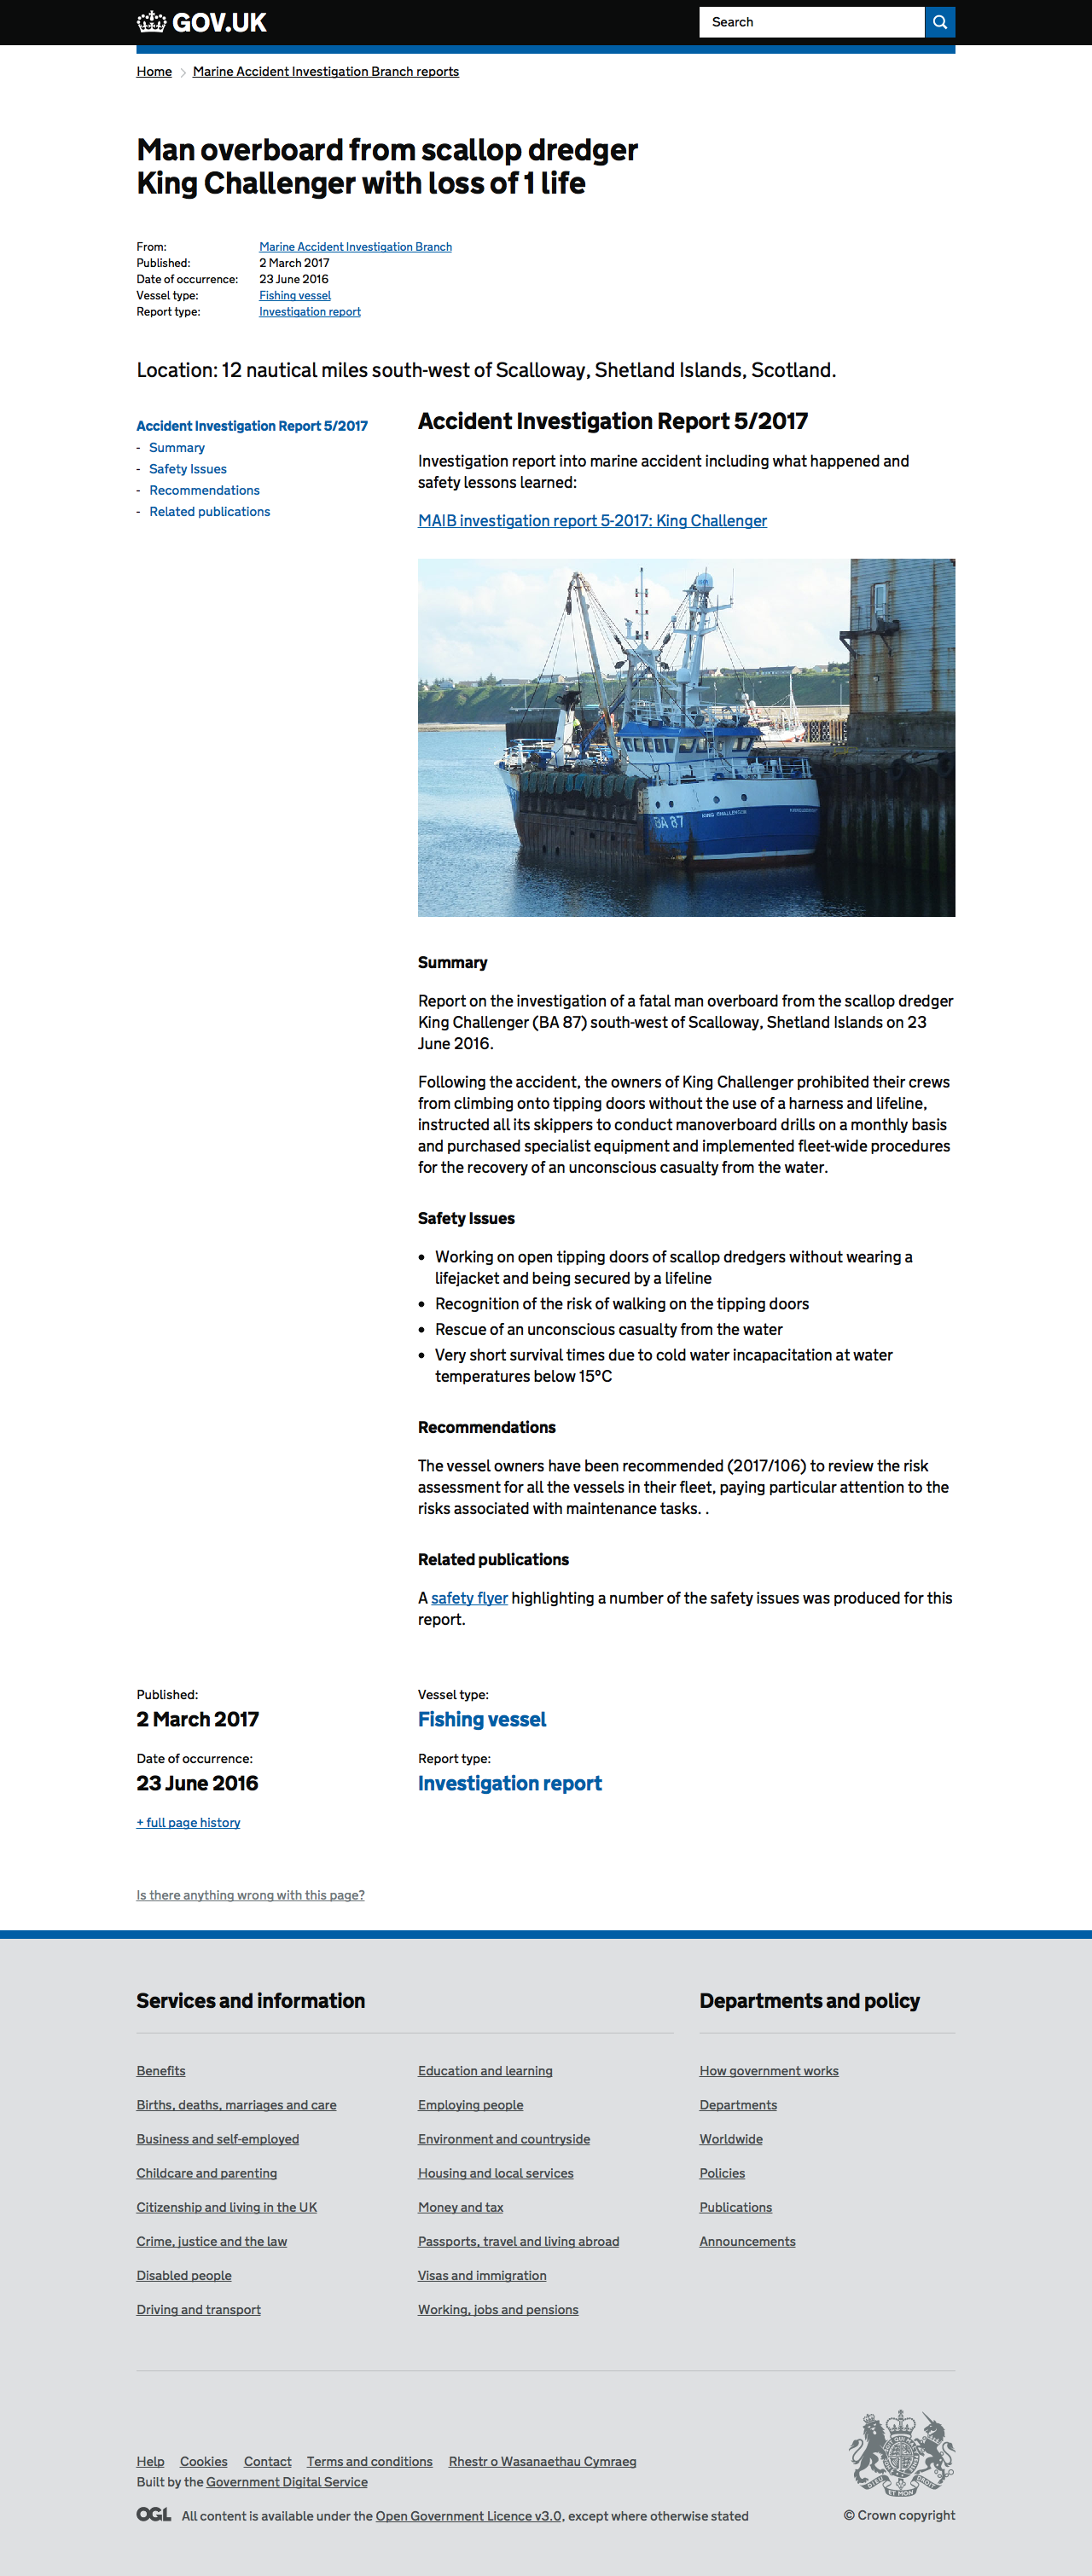 GOV.UK
Search
Home
Marine Accident Investigation Branch reports
Man overboard from scallop dredger
King Challenger with loss of 1 life
From: Marine Accident Investigation Branch
Published: 2 March 2017
Date of occurrence: 23 June 2016
Vessel type: Fishing vessel
Report type: Investigation report
Location: 12 nautical miles south-west of Scalloway, Shetland Islands, Scotland.
Accident Investigation Report 5/2017
- Summary
- Safety Issues
- Recommendations
- Related publications
Accident Investigation Report 5/2017
Investigation report into marine accident including what happened and
safety lessons learned:
MAIB investigation report 5-2017: King Challenger
BA 87
KING CHALLENGER
Summary
Report on the investigation of a fatal man overboard from the scallop dredger
King Challenger (BA 87) south-west of Scalloway, Shetland Islands on 23
June 2016.
Following the accident, the owners of King Challenger prohibited their crews
from climbing onto tipping doors without the use of a harness and lifeline,
instructed all its skippers to conduct manoverboard drills on a monthly basis
and purchased specialist equipment and implemented fleet-wide procedures
for the recovery of an unconscious casualty from the water.
Safety Issues
• Working on open tipping doors of scallop dredgers without wearing a
lifejacket and being secured by a lifeline
• Recognition of the risk of walking on the tipping doors
• Rescue of an unconscious casualty from the water
• Very short survival times due to cold water incapacitation at water
temperatures below 15°C
Recommendations
The vessel owners have been recommended (2017/106) to review the risk
assessment for all the vessels in their fleet, paying particular attention to the
risks associated with maintenance tasks. .
Related publications
A safety flyer highlighting a number of the safety issues was produced for this
report.
Published:
2 March 2017
Date of occurrence:
23 June 2016
+ full page history
Vessel type:
Fishing vessel
Report type:
Investigation report
Is there anything wrong with this page?
Services and information
Benefits
Births, deaths, marriages and care
Business and self-employed
Childcare and parenting
Citizenship and living in the UK
Crime, justice and the law
Disabled people
Driving and transport
Education and learning
Employing people
Environment and countryside
Housing and local services
Money and tax
Passports, travel and living abroad
Visas and immigration
Working, jobs and pensions
Departments and policy
How government works
Departments
Worldwide
Policies
Publications
Announcements
Help Cookies Contact Terms and conditions Rhestr o Wasanaethau Cymraeg
Built by the Government Digital Service
OGL All content is available under the Open Government Licence v3.0, except where otherwise stated
DIEU ET MON DROIT
© Crown copyright